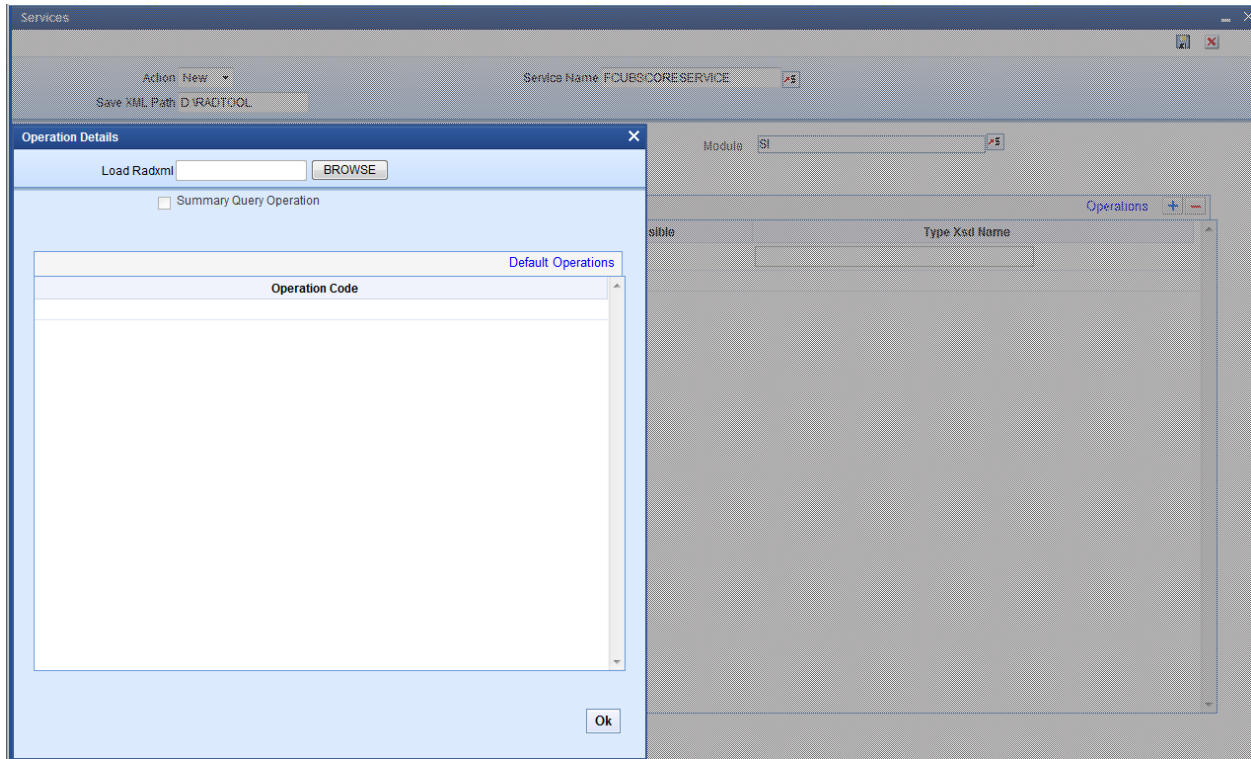 Services
Action New
Service Name FCUBSCORESERVICE
Save XML Path D:\RADTOOL
Operation Details
Module SI
Load Radxml BROWSE
Summary Query Operation
Operations
sible Type Xsd Name
Default Operations
Operation Code
Ok